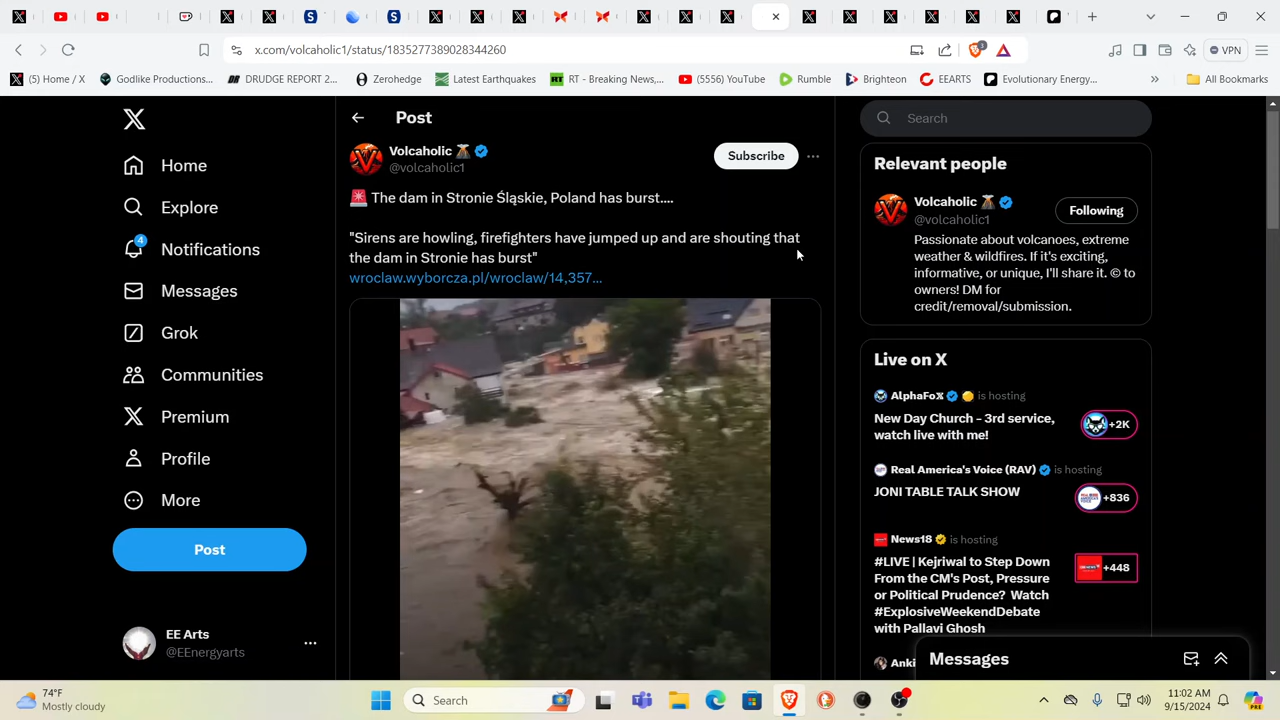 x.com/volcaholic1/status/1835277389028344260
3
VPN
(5) Home / X
Godlike Productions...
DRUDGE REPORT 2...
Zerohedge
Latest Earthquakes
RT - Breaking News,...
(5556) YouTube
Rumble
Brighteon
EEARTS
Evolutionary Energy...
All Bookmarks
Home
Explore
4
Notifications
Messages
Grok
Communities
Premium
Profile
More
Post
EE Arts
@EEnergyarts
Post
Volcaholic 🌋
@volcaholic1
Subscribe
🚨 The dam in Stronie Śląskie, Poland has burst....
"Sirens are howling, firefighters have jumped up and are shouting that
the dam in Stronie has burst"
wroclaw.wyborcza.pl/wroclaw/14,357...
Search
Relevant people
Volcaholic 🌋
@volcaholic1
Following
Passionate about volcanoes, extreme
weather & wildfires. If it's exciting,
informative, or unique, I'll share it. © to
owners! DM for
credit/removal/submission.
Live on X
AlphaFoX is hosting
New Day Church – 3rd service,
watch live with me!
+2K
Real America's Voice (RAV) is hosting
JONI TABLE TALK SHOW
+836
News18 is hosting
#LIVE | Kejriwal to Step Down
From the CM's Post, Pressure
or Political Prudence? Watch
#ExplosiveWeekendDebate
with Pallavi Ghosh
+448
Anki
Messages
74°F
Mostly cloudy
Search
11:02 AM
9/15/2024